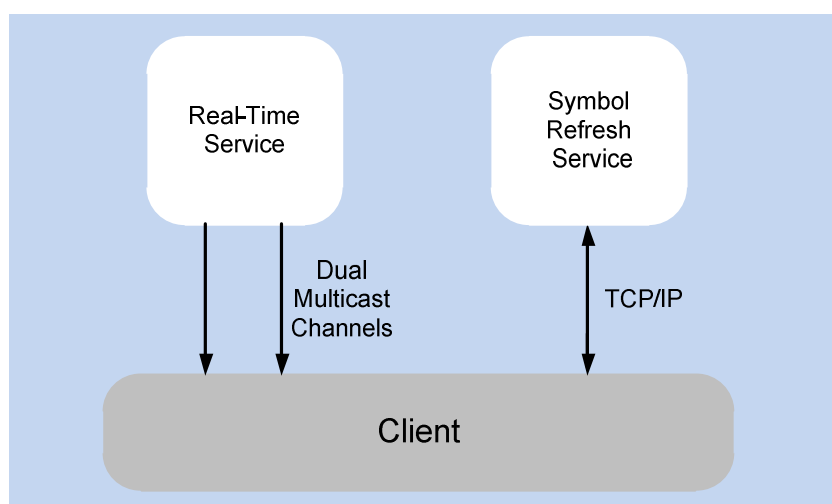 Real-Time
Service
Symbol
Refresh
Service
Dual
Multicast
Channels
TCP/IP
Client